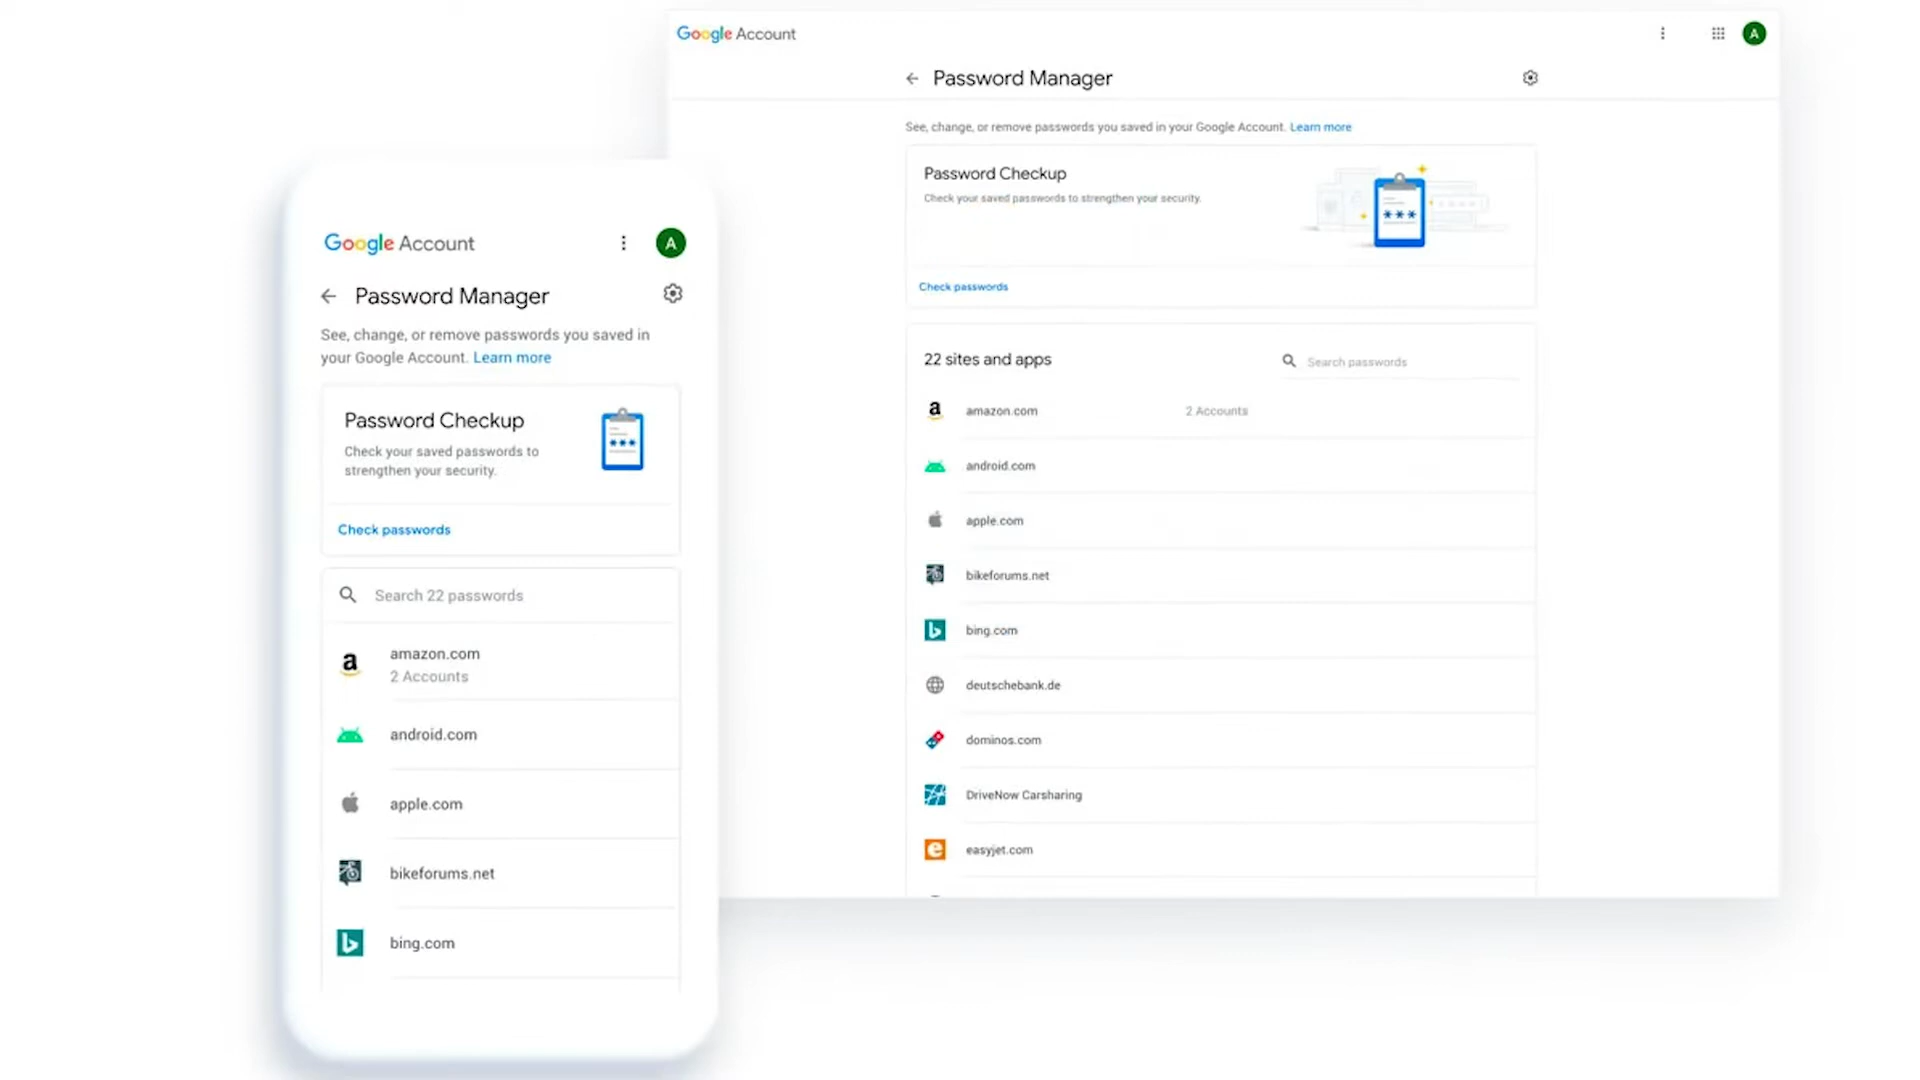 Google Account
A
Password Manager
See, change, or remove passwords you saved in
your Google Account. Learn more
Password Checkup
Check your saved passwords to
strengthen your security.
***
Check passwords
Search 22 passwords
amazon.com
2 Accounts
android.com
apple.com
bikeforums.net
bing.com
Google Account
A
Password Manager
See, change, or remove passwords you saved in your Google Account. Learn more
Password Checkup
Check your saved passwords to strengthen your security.
***
Check passwords
22 sites and apps
Search passwords
amazon.com 2 Accounts
android.com
apple.com
bikeforums.net
bing.com
deutschebank.de
dominos.com
DriveNow Carsharing
easyjet.com